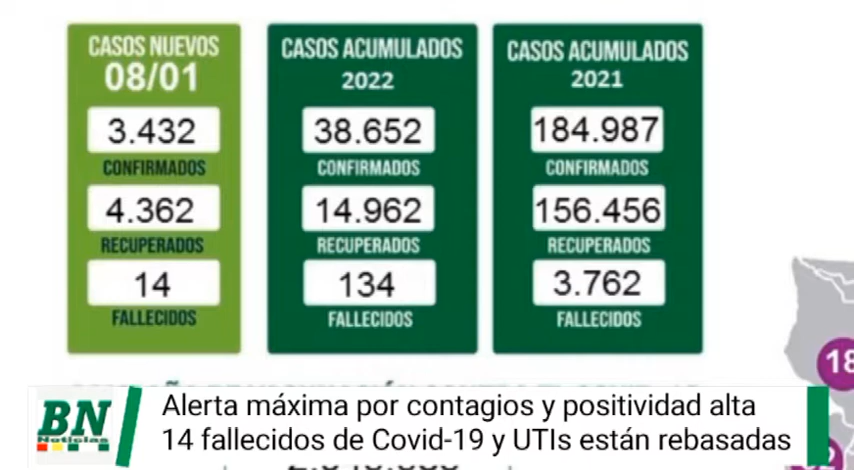 CASOS NUEVOS
08/01
3.432
CONFIRMADOS
4.362
RECUPERADOS
14
FALLECIDOS
CASOS ACUMULADOS
2022
38.652
CONFIRMADOS
14.962
RECUPERADOS
134
FALLECIDOS
CASOS ACUMULADOS
2021
184.987
CONFIRMADOS
156.456
RECUPERADOS
3.762
FALLECIDOS
18
BN
Noticias
Alerta máxima por contagios y positividad alta
14 fallecidos de Covid-19 y UTIs están rebasadas